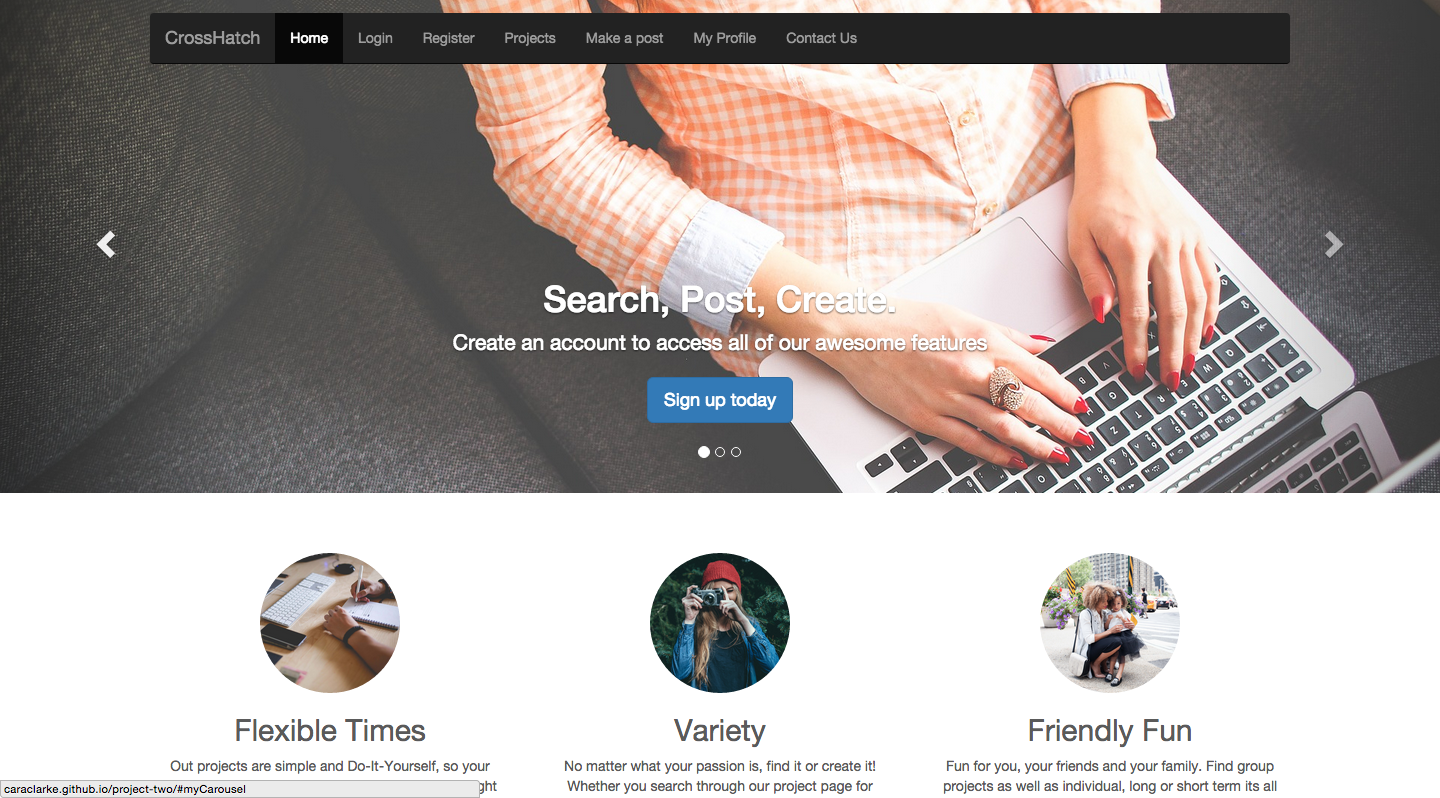 CrossHatch Home Login Register Projects Make a post My Profile Contact Us
Search, Post, Create.
Create an account to access all of our awesome features
Sign up today
Flexible Times
Out projects are simple and Do-It-Yourself, so your
Variety
No matter what your passion is, find it or create it!
Whether you search through our project page for
Friendly Fun
Fun for you, your friends and your family. Find group
projects as well as individual, long or short term its all
caraclarke.github.io/project-two/#myCarousel